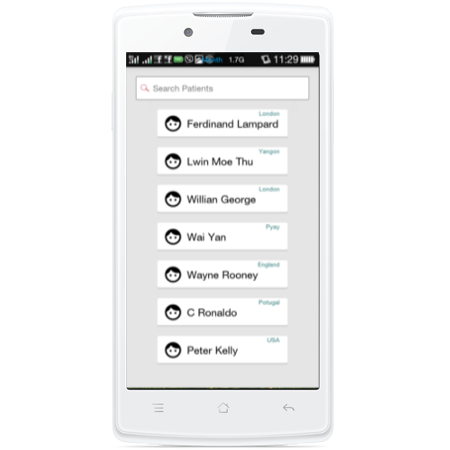 1.7G 11:29
Search Patients
London
Ferdinand Lampard
Yangon
Lwin Moe Thu
London
Willian George
Pyay
Wai Yan
England
Wayne Rooney
Potugal
C Ronaldo
USA
Peter Kelly